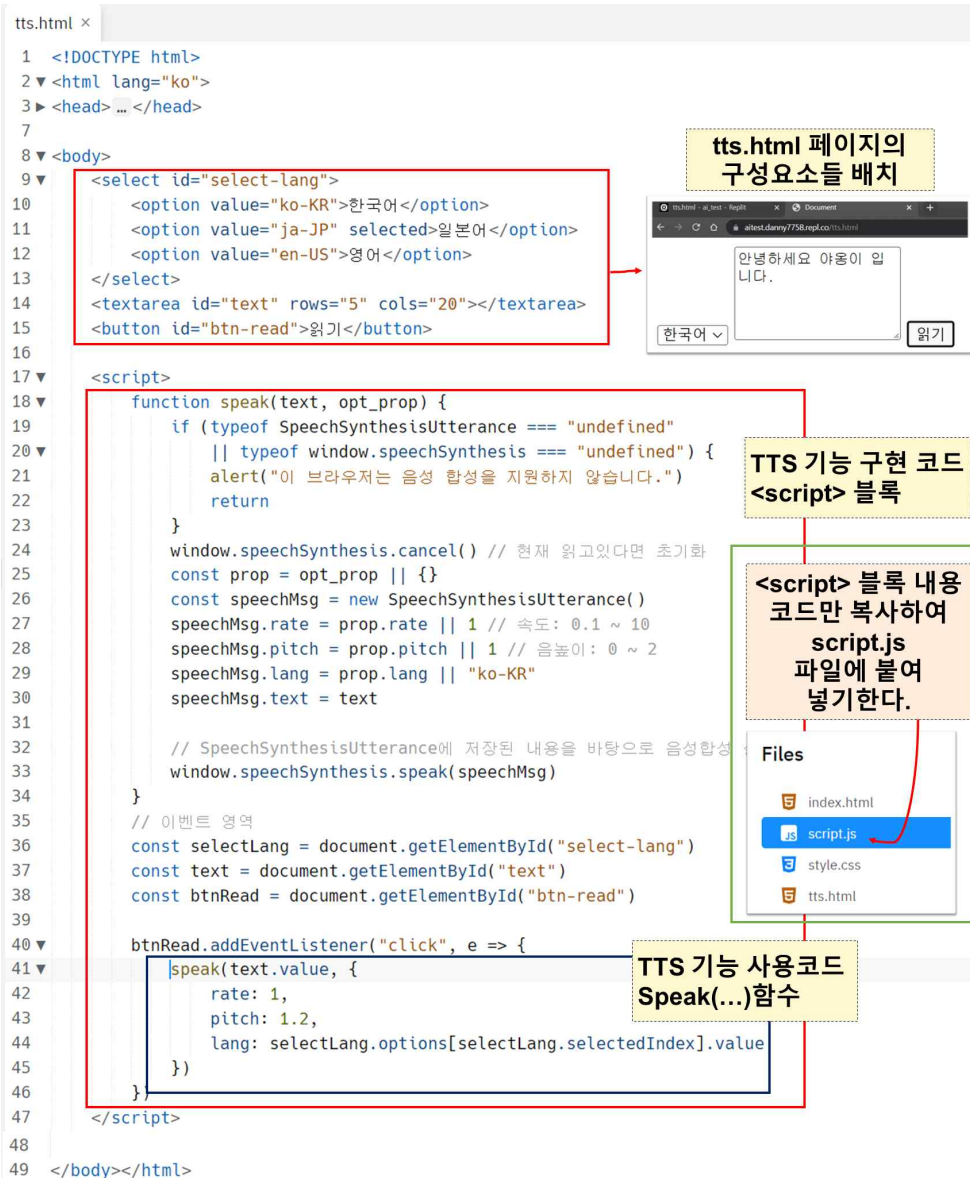 tts.html ×
1 <!DOCTYPE html>
2 ▼ <html lang="ko">
3 ▶ <head> … </head>
7
8 ▼ <body>
9 ▼ <select id="select-lang">
10 <option value="ko-KR">한국어</option>
11 <option value="ja-JP" selected>일본어</option>
12 <option value="en-US">영어</option>
13 </select>
14 <textarea id="text" rows="5" cols="20"></textarea>
15 <button id="btn-read">읽기</button>
16
17 ▼ <script>
18 ▼ function speak(text, opt_prop) {
19 if (typeof SpeechSynthesisUtterance === "undefined"
20 ▼ || typeof window.speechSynthesis === "undefined") {
21 alert("이 브라우저는 음성 합성을 지원하지 않습니다.")
22 return
23 }
24 window.speechSynthesis.cancel() // 현재 읽고있다면 초기화
25 const prop = opt_prop || {}
26 const speechMsg = new SpeechSynthesisUtterance()
27 speechMsg.rate = prop.rate || 1 // 속도: 0.1 ~ 10
28 speechMsg.pitch = prop.pitch || 1 // 음높이: 0 ~ 2
29 speechMsg.lang = prop.lang || "ko-KR"
30 speechMsg.text = text
31
32 // SpeechSynthesisUtterance에 저장된 내용을 바탕으로 음성합성
33 window.speechSynthesis.speak(speechMsg)
34 }
35 // 이벤트 영역
36 const selectLang = document.getElementById("select-lang")
37 const text = document.getElementById("text")
38 const btnRead = document.getElementById("btn-read")
39
40 ▼ btnRead.addEventListener("click", e => {
41 ▼ speak(text.value, {
42 rate: 1,
43 pitch: 1.2,
44 lang: selectLang.options[selectLang.selectedIndex].value
45 })
46 })
47 </script>
48
49 </body></html>
tts.html 페이지의
구성요소들 배치
tts.html - ai_test - Replit × Document × +
aitest.danny7758.repl.co/tts.html
안녕하세요 야옹이 입
니다.
한국어
읽기
TTS 기능 구현 코드
<script> 블록
<script> 블록 내용
코드만 복사하여
script.js
파일에 붙여
넣기한다.
Files
index.html
JS script.js
style.css
tts.html
TTS 기능 사용코드
Speak(...)함수